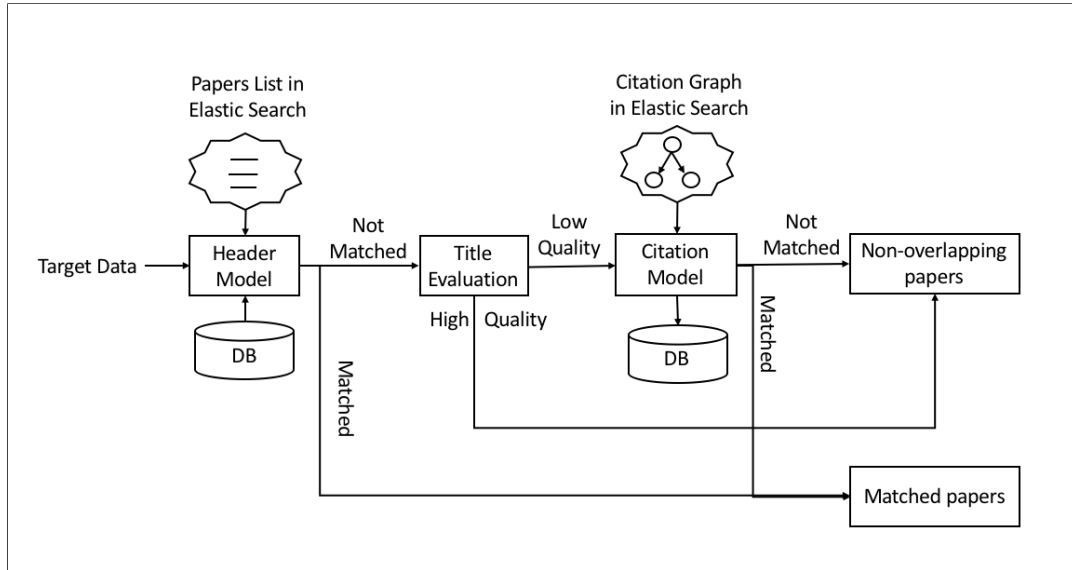 Papers List in
Elastic Search
Citation Graph
in Elastic Search
Target Data
Header
Model
Not
Matched
Title
Evaluation
Low
Quality
Citation
Model
Not
Matched
Non-overlapping
papers
DB
High Quality
DB
Matched
Matched
Matched papers